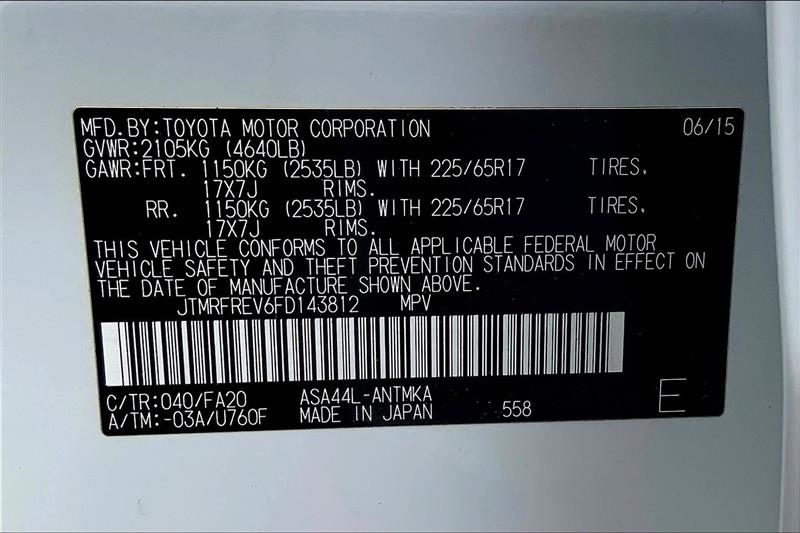 MFD.BY:TOYOTA MOTOR CORPORATION 06/15
GVWR:2105KG (4640LB)
GAWR:FRT. 1150KG (2535LB) WITH 225/65R17 TIRES.
17X7J RIMS.
RR. 1150KG (2535LB) WITH 225/65R17 TIRES.
17X7J RIMS.
THIS VEHICLE CONFORMS TO ALL APPLICABLE FEDERAL MOTOR
VEHICLE SAFETY AND THEFT PREVENTION STANDARDS IN EFFECT ON
THE DATE OF MANUFACTURE SHOWN ABOVE.
JTMRFREV6FD143812 MPV
C/TR:040/FA20 ASA44L-ANTMKA
A/TM:-03A/U760F MADE IN JAPAN 558 E